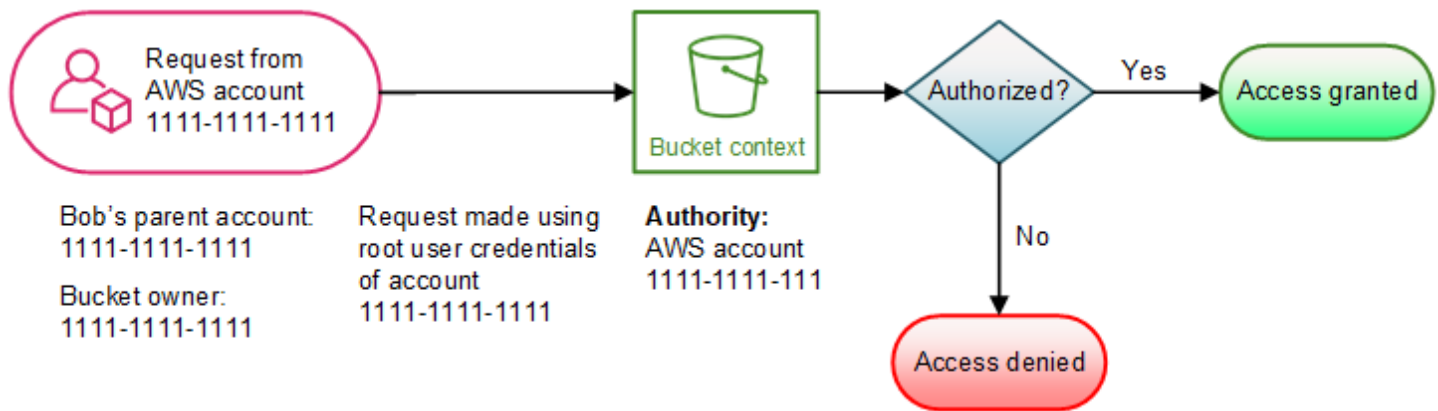 Request from
AWS account
1111-1111-1111
Bucket context
Authorized?
Yes
Access granted
No
Access denied
Bob's parent account:
1111-1111-1111
Bucket owner:
1111-1111-1111
Request made using
root user credentials
of account
1111-1111-1111
Authority:
AWS account
1111-1111-111